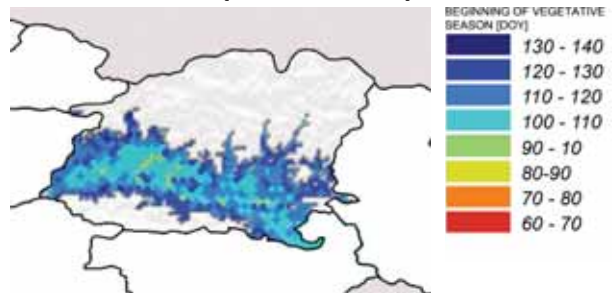 BEGINNING OF VEGETATIVE
SEASON [DOY]
130 - 140
120 - 130
110 - 120
100 - 110
90 - 10
80-90
70 - 80
60 - 70